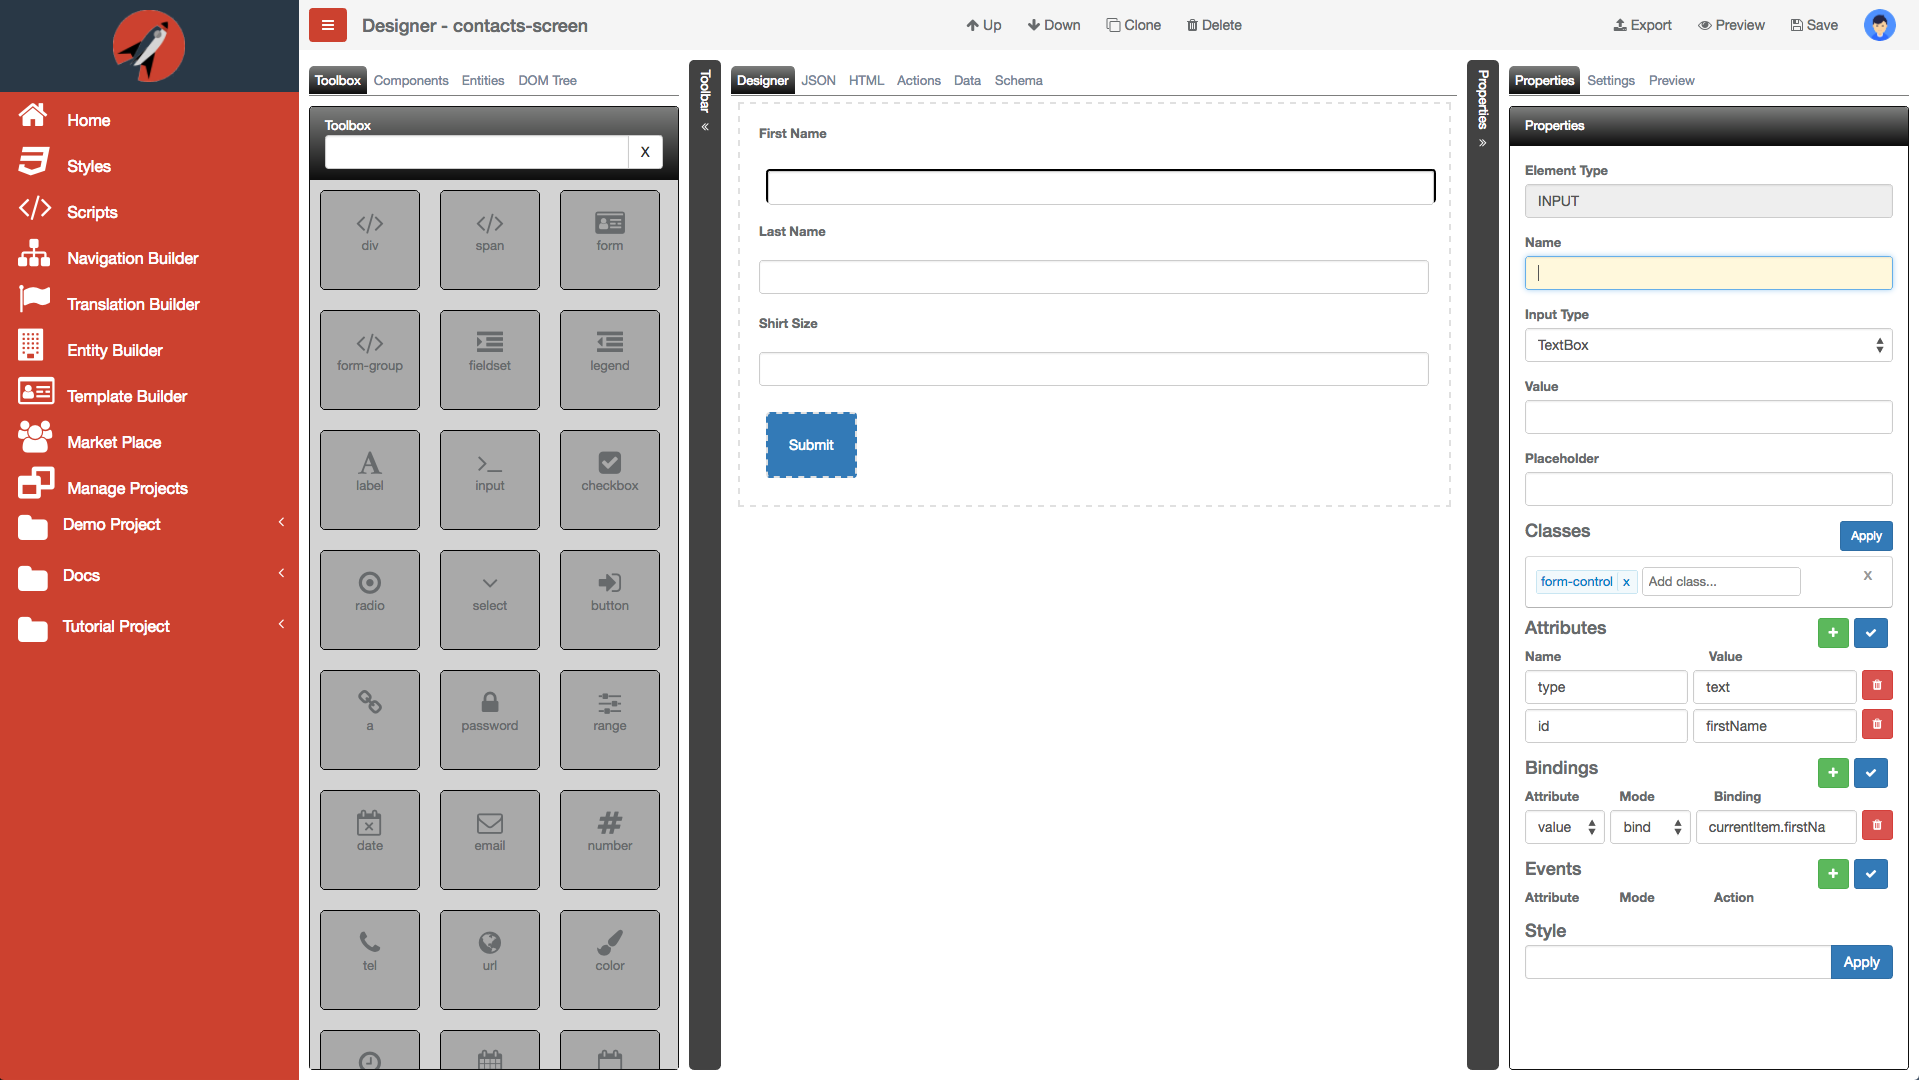 Designer - contacts-screen
Up
Down
Clone
Delete
Export
Preview
Save
Home
Styles
Scripts
Navigation Builder
Translation Builder
Entity Builder
Template Builder
Market Place
Manage Projects
Demo Project
Docs
Tutorial Project
Toolbox Components Entities DOM Tree
Toolbox
X
div span form
form-group fieldset legend
label input checkbox
radio select button
a password range
date email number
tel url color
Toolbar
Designer JSON HTML Actions Data Schema
First Name
Last Name
Shirt Size
Submit
Properties
Properties Settings Preview
Properties
Element Type
INPUT
Name
Input Type
TextBox
Value
Placeholder
Classes Apply
form-control x Add class... X
Attributes
Name Value
type text
id firstName
Bindings
Attribute Mode Binding
value bind currentItem.firstNa
Events
Attribute Mode Action
Style
Apply